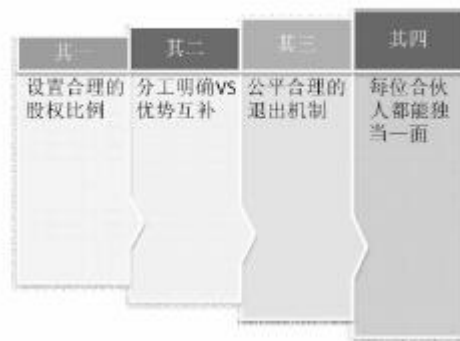 其一
设置合理的
股权比例
其二
分工明确VS
优势互补
其三
公平合理的
退出机制
其四
每位合伙
人都能独
当一面